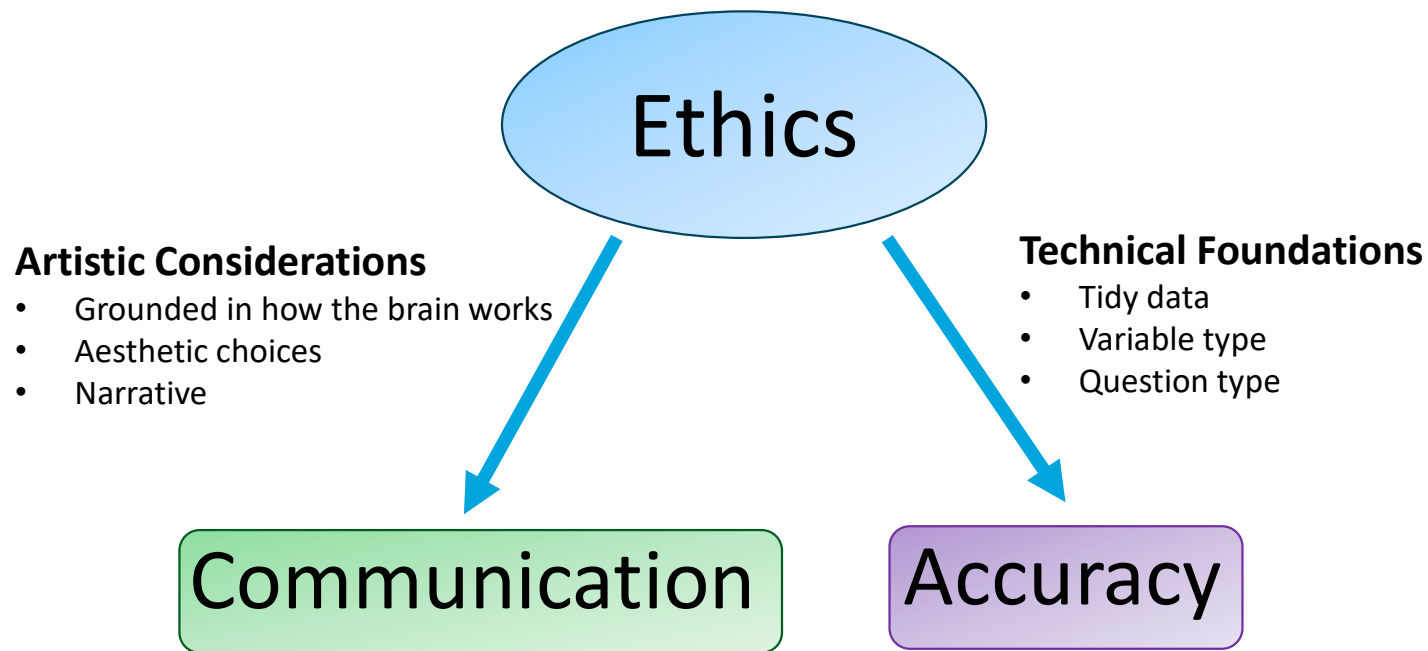 Ethics
Artistic Considerations
• Grounded in how the brain works
• Aesthetic choices
• Narrative
Technical Foundations
• Tidy data
• Variable type
• Question type
Communication
Accuracy